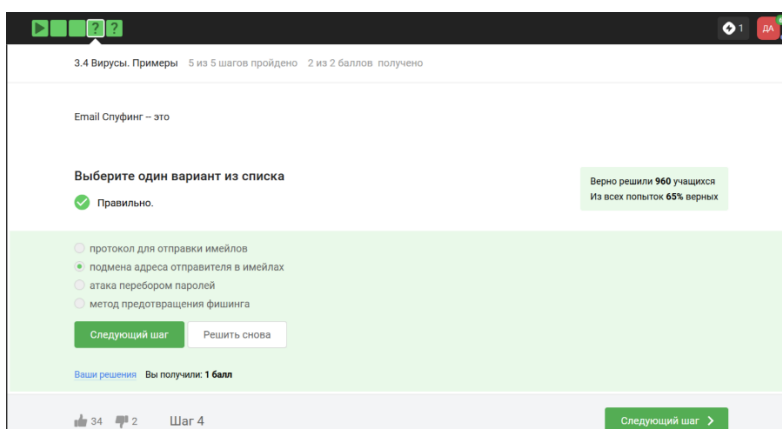 ? ?
1
ДА
3.4 Вирусы. Примеры 5 из 5 шагов пройдено 2 из 2 баллов получено
Email Спуфинг – это
Выберите один вариант из списка
Правильно.
Верно решили 960 учащихся
Из всех попыток 65% верных
протокол для отправки имейлов
подмена адреса отправителя в имейлах
атака перебором паролей
метод предотвращения фишинга
Следующий шаг Решить снова
Ваши решения Вы получили: 1 балл
34 2 Шаг 4 Следующий шаг